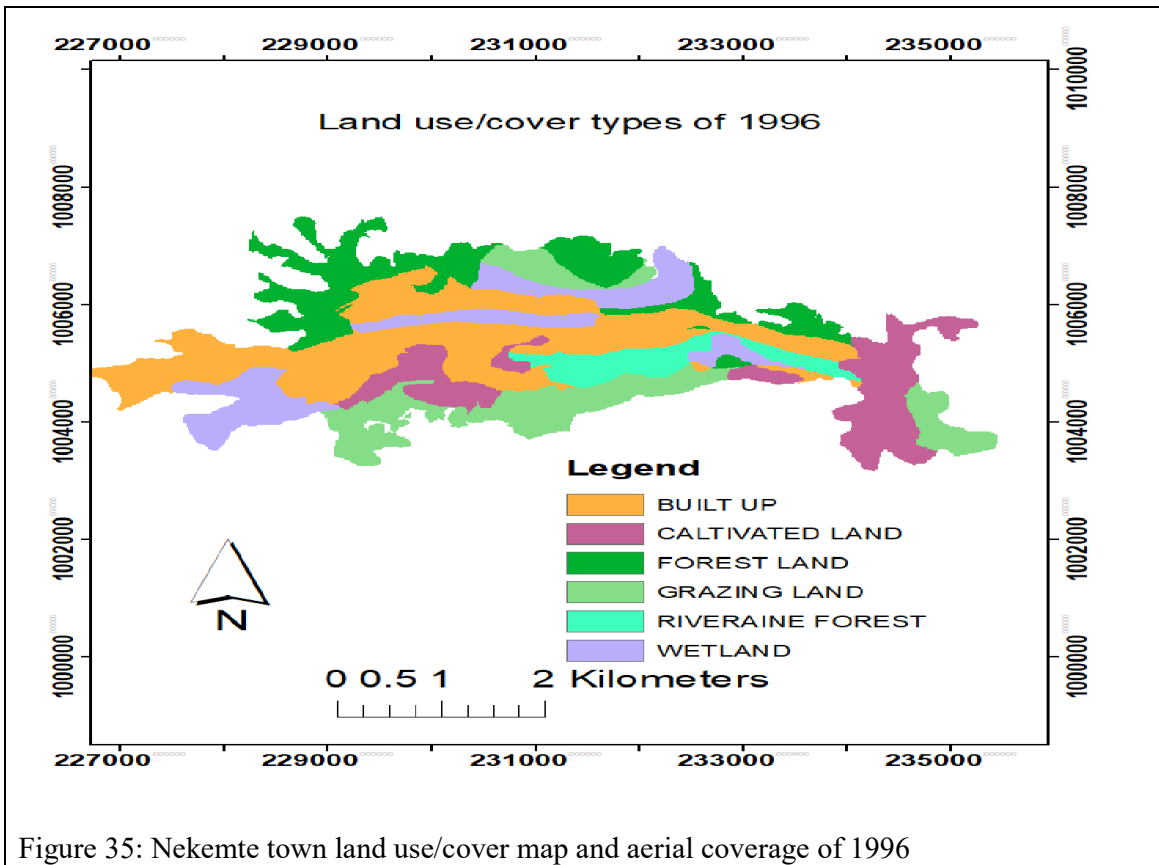 227000 229000 231000 233000 235000
Land use/cover types of 1996
1010000
1008000
1008000
1006000
1006000
1004000
1004000
1002000
1002000
1000000
1000000
Legend
BUILT UP
CALTIVATED LAND
FOREST LAND
GRAZING LAND
RIVERAINE FOREST
WETLAND
N
0 0.5 1 2 Kilometers
227000 229000 231000 233000 235000
Figure 35: Nekemte town land use/cover map and aerial coverage of 1996